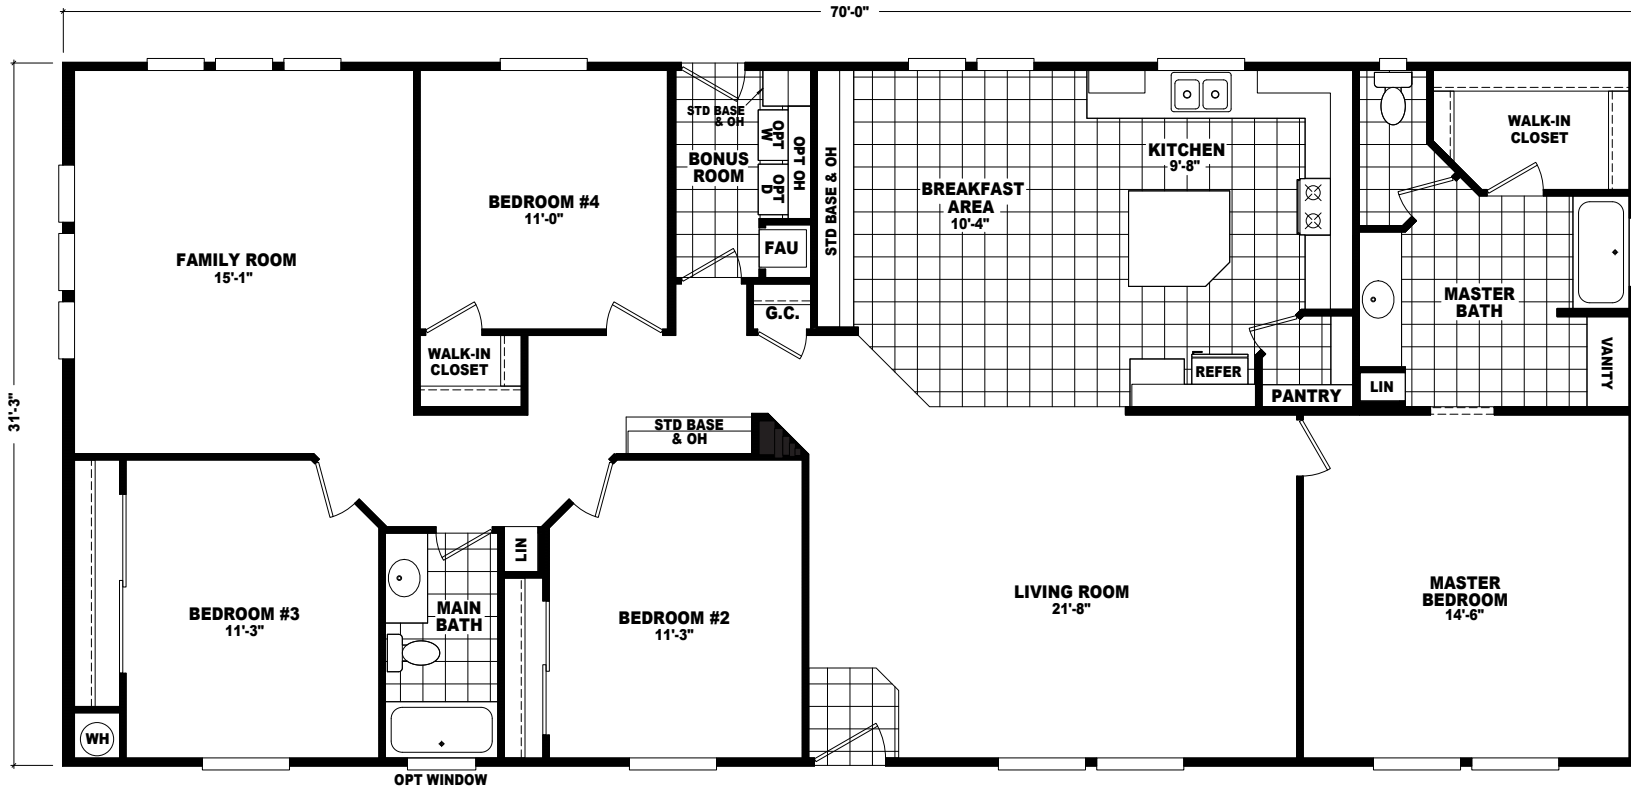 70'-0"
31'-3"
FAMILY ROOM
15'-1"
BEDROOM #4
11'-0"
WALK-IN
CLOSET
STD BASE
& OH
BONUS
ROOM
OPT
W
OPT
D
OPT OH
FAU
G.C.
STD BASE & OH
BREAKFAST
AREA
10'-4"
KITCHEN
9'-8"
REFER
PANTRY
WALK-IN
CLOSET
MASTER
BATH
LIN
VANITY
STD BASE
& OH
BEDROOM #3
11'-3"
WH
MAIN
BATH
LIN
OPT WINDOW
BEDROOM #2
11'-3"
LIVING ROOM
21'-8"
MASTER
BEDROOM
14'-6"